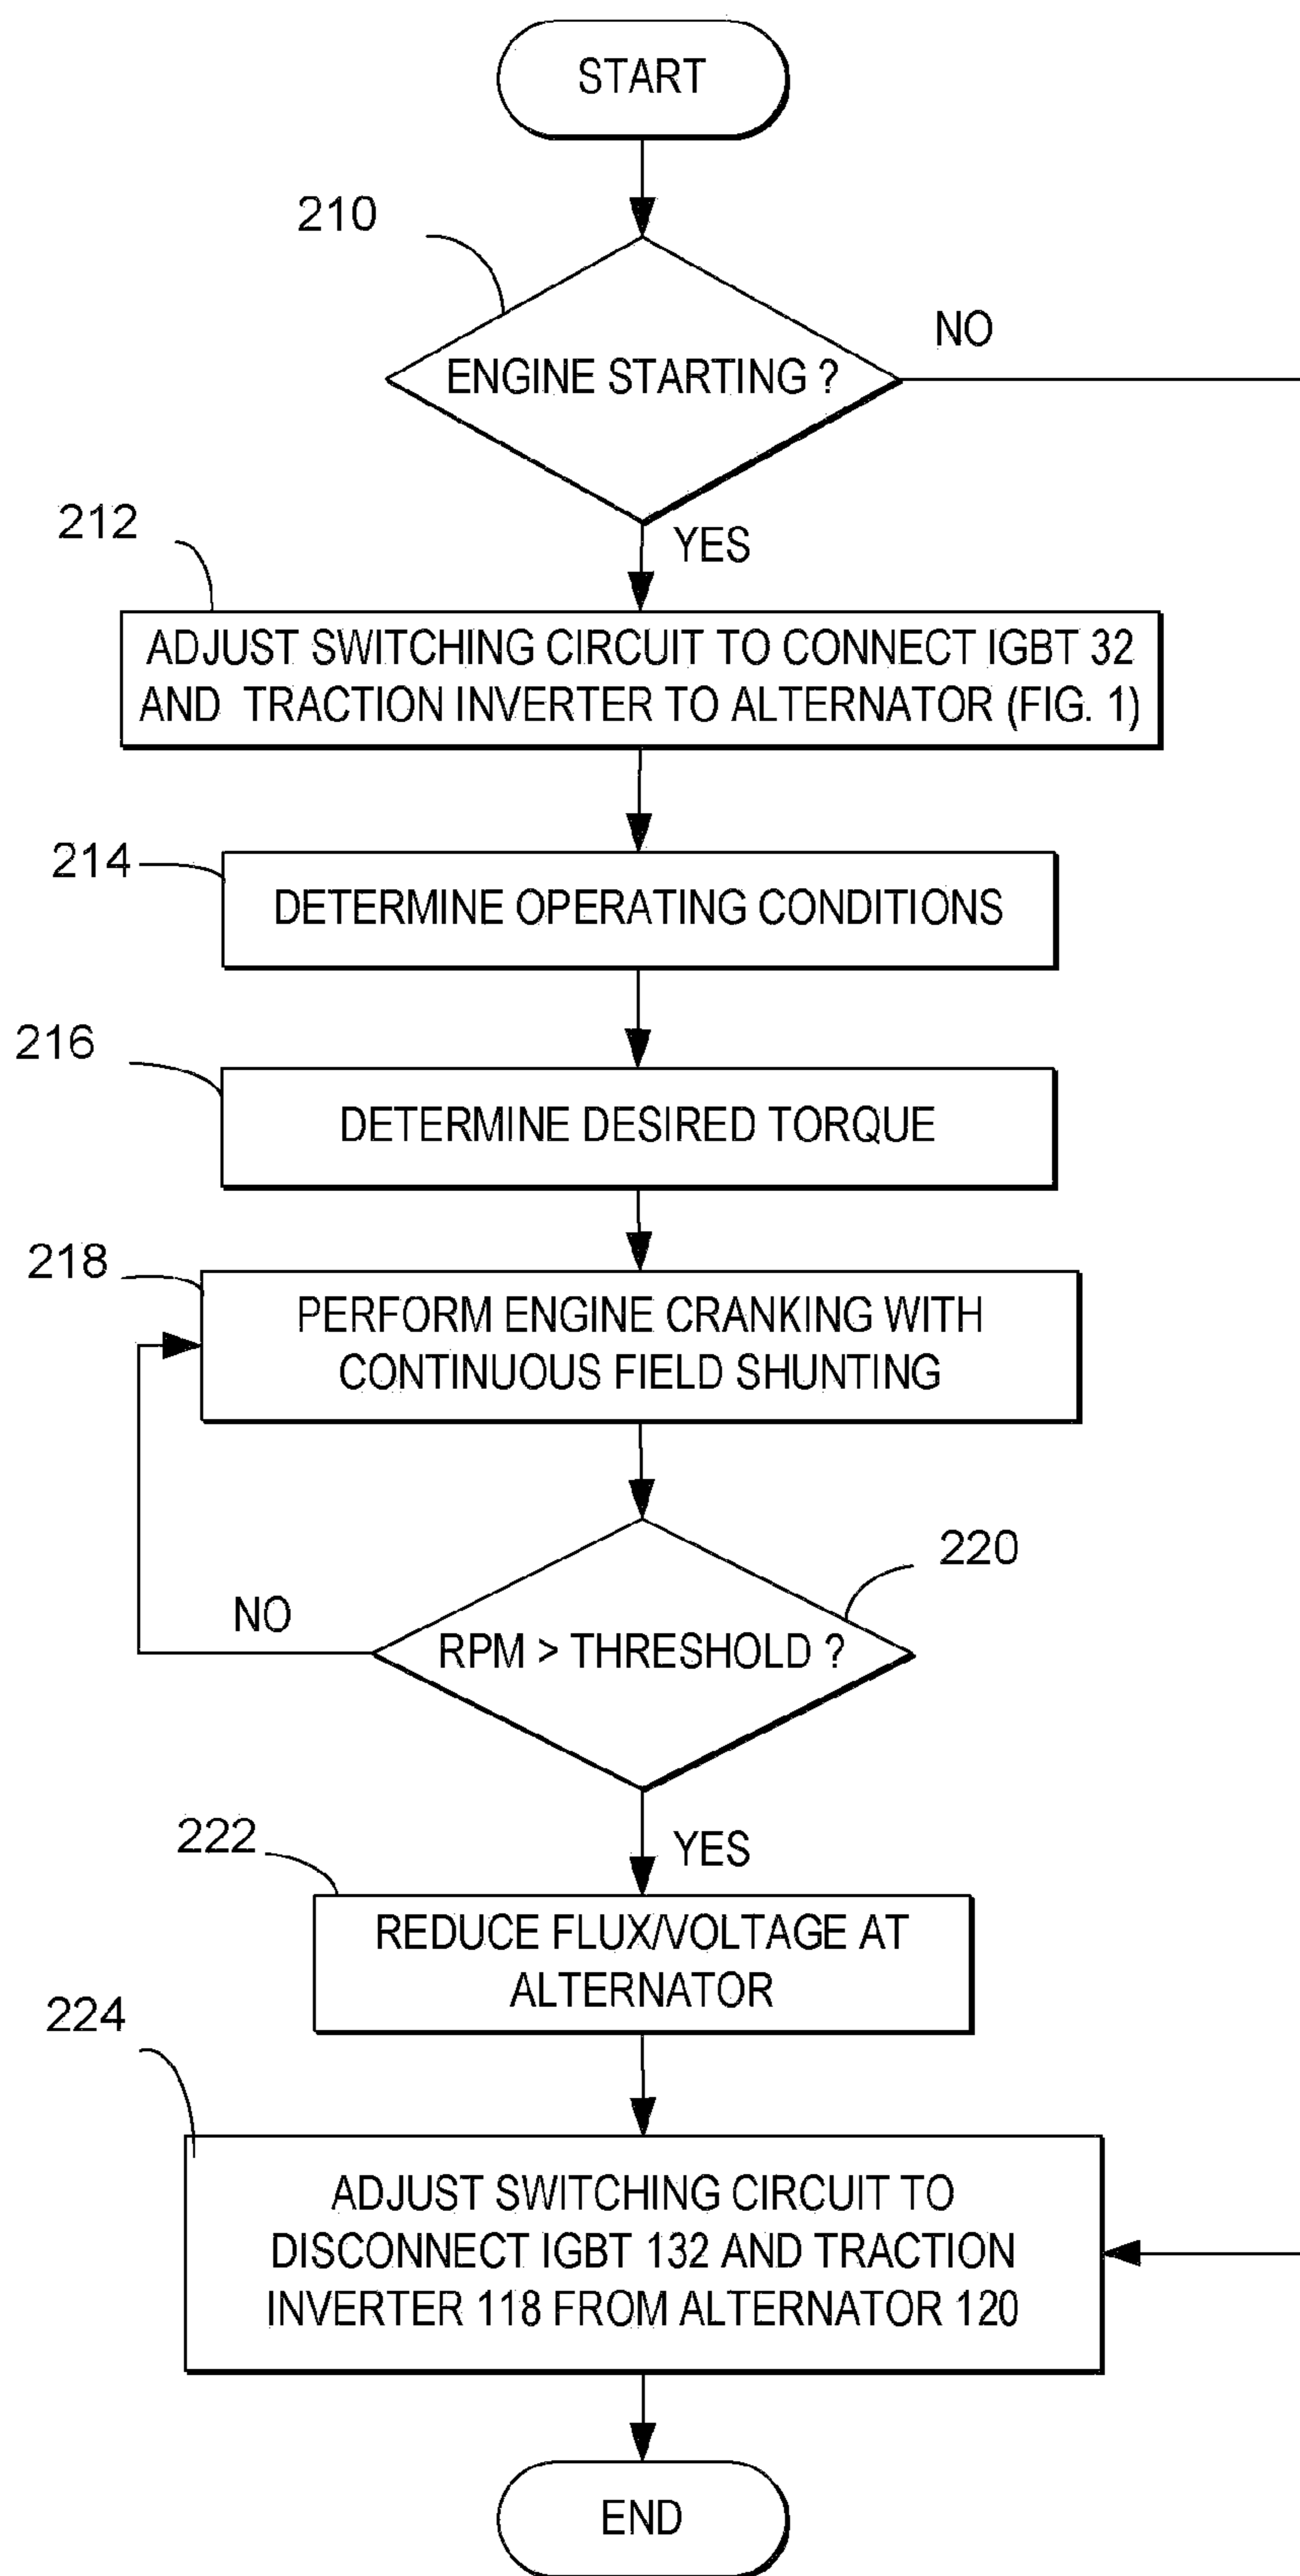 START
210
ENGINE STARTING ?
NO
YES
212
ADJUST SWITCHING CIRCUIT TO CONNECT IGBT 32
AND TRACTION INVERTER TO ALTERNATOR (FIG. 1)
214
DETERMINE OPERATING CONDITIONS
216
DETERMINE DESIRED TORQUE
218
PERFORM ENGINE CRANKING WITH
CONTINUOUS FIELD SHUNTING
220
RPM > THRESHOLD ?
NO
YES
222
REDUCE FLUX/VOLTAGE AT
ALTERNATOR
224
ADJUST SWITCHING CIRCUIT TO
DISCONNECT IGBT 132 AND TRACTION
INVERTER 118 FROM ALTERNATOR 120
END